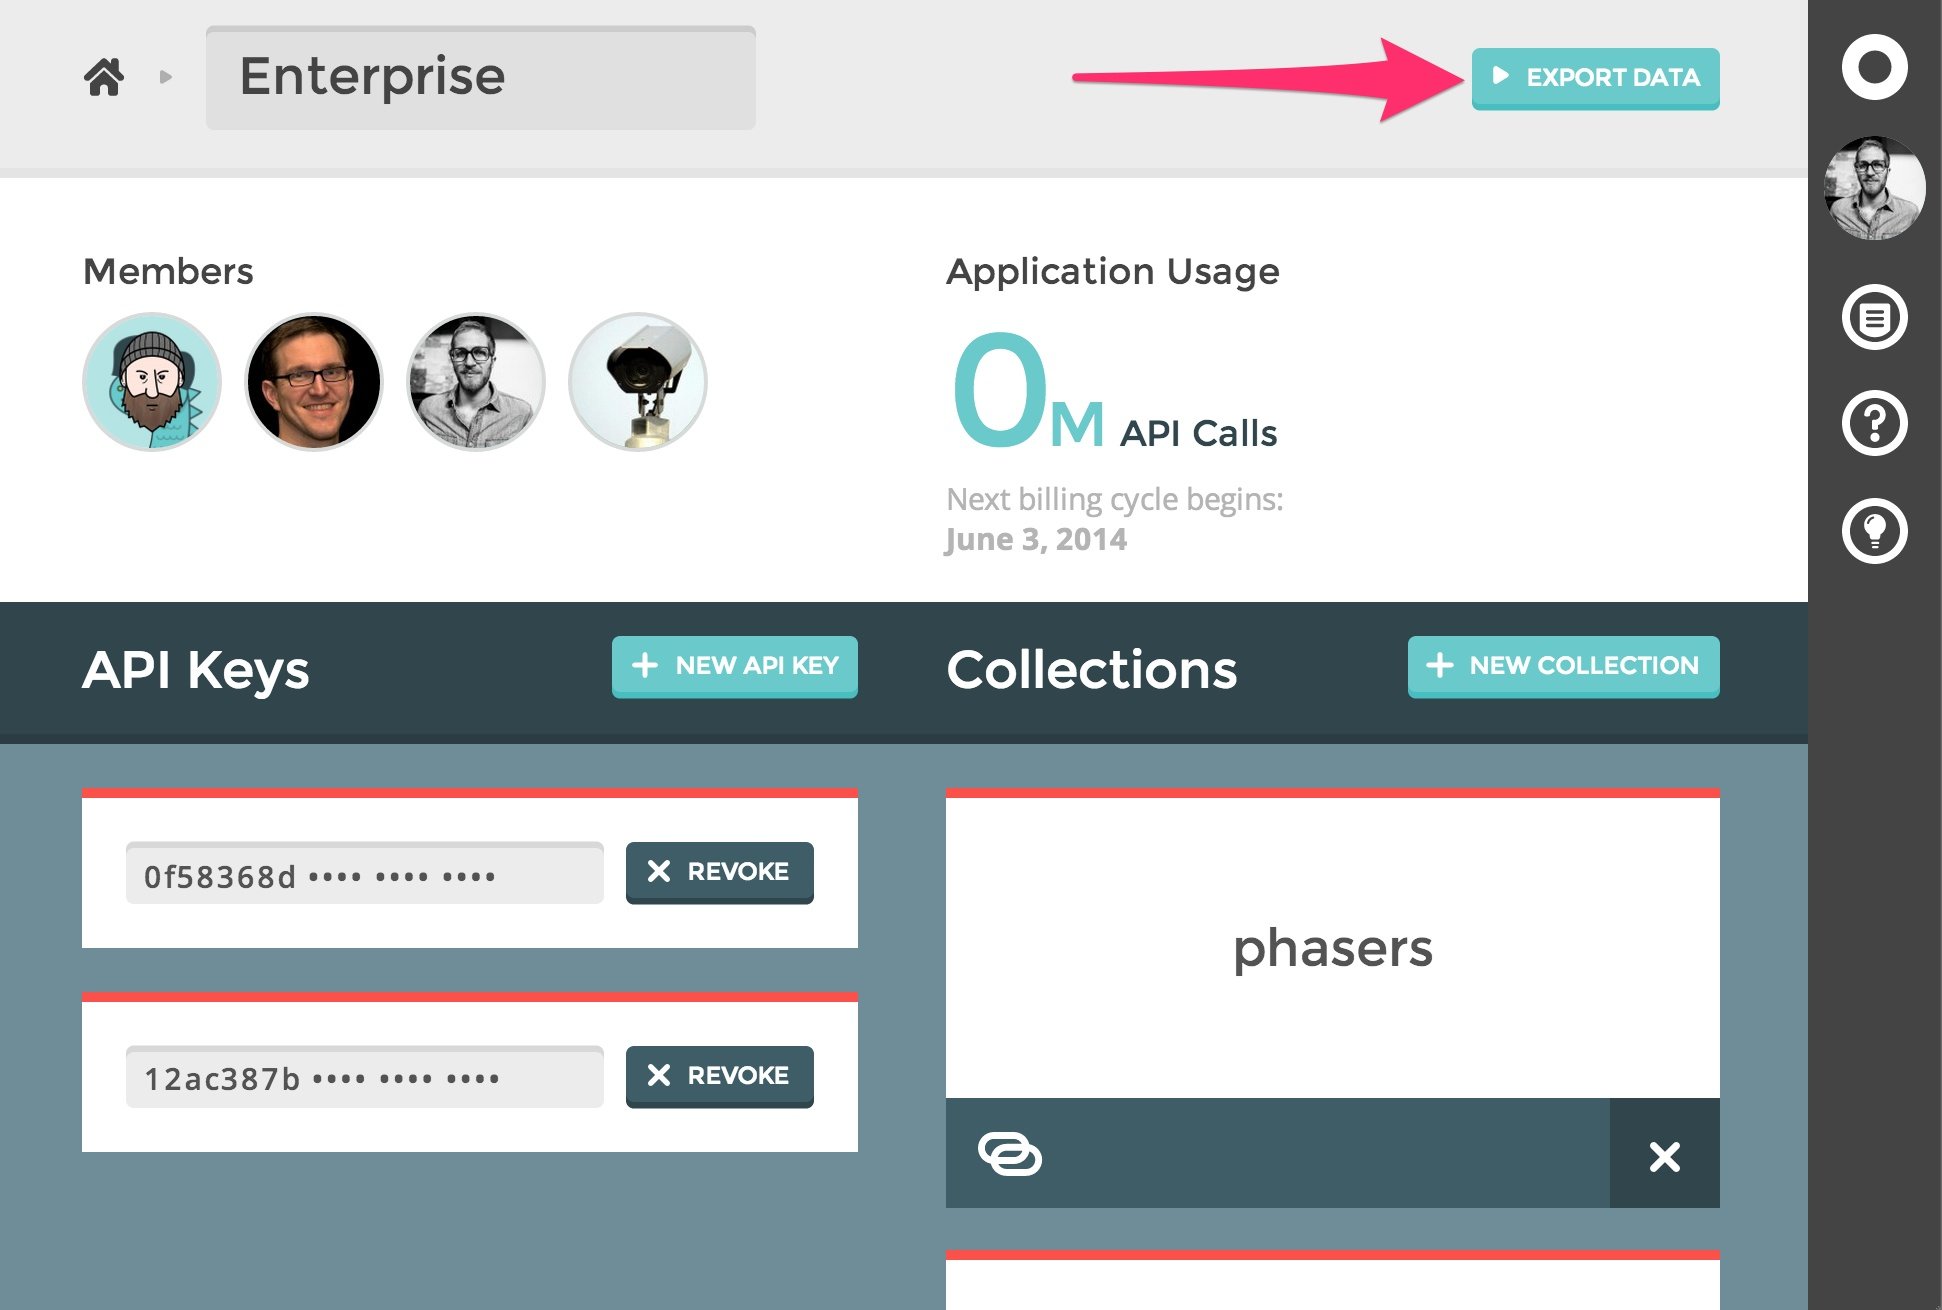 Enterprise
EXPORT DATA
Members
Application Usage
0M API Calls
Next billing cycle begins:
June 3, 2014
API Keys
NEW API KEY
Collections
NEW COLLECTION
0f58368d •••• •••• ••••
REVOKE
12ac387b •••• •••• ••••
REVOKE
phasers